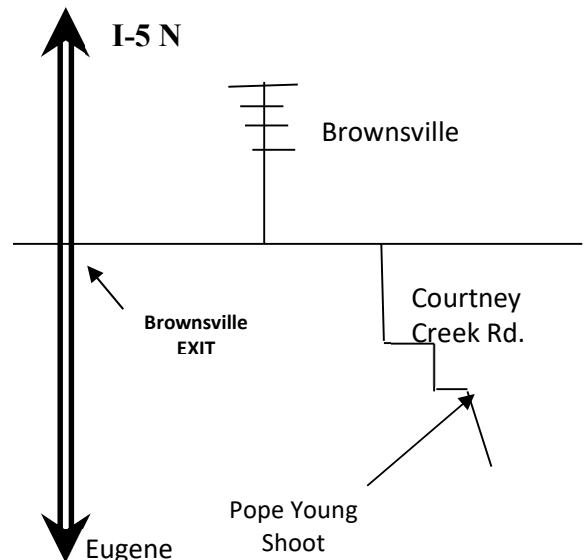 I-5 N
Brownsville
Brownsville
EXIT
Courtney
Creek Rd.
Pope Young
Shoot
Eugene